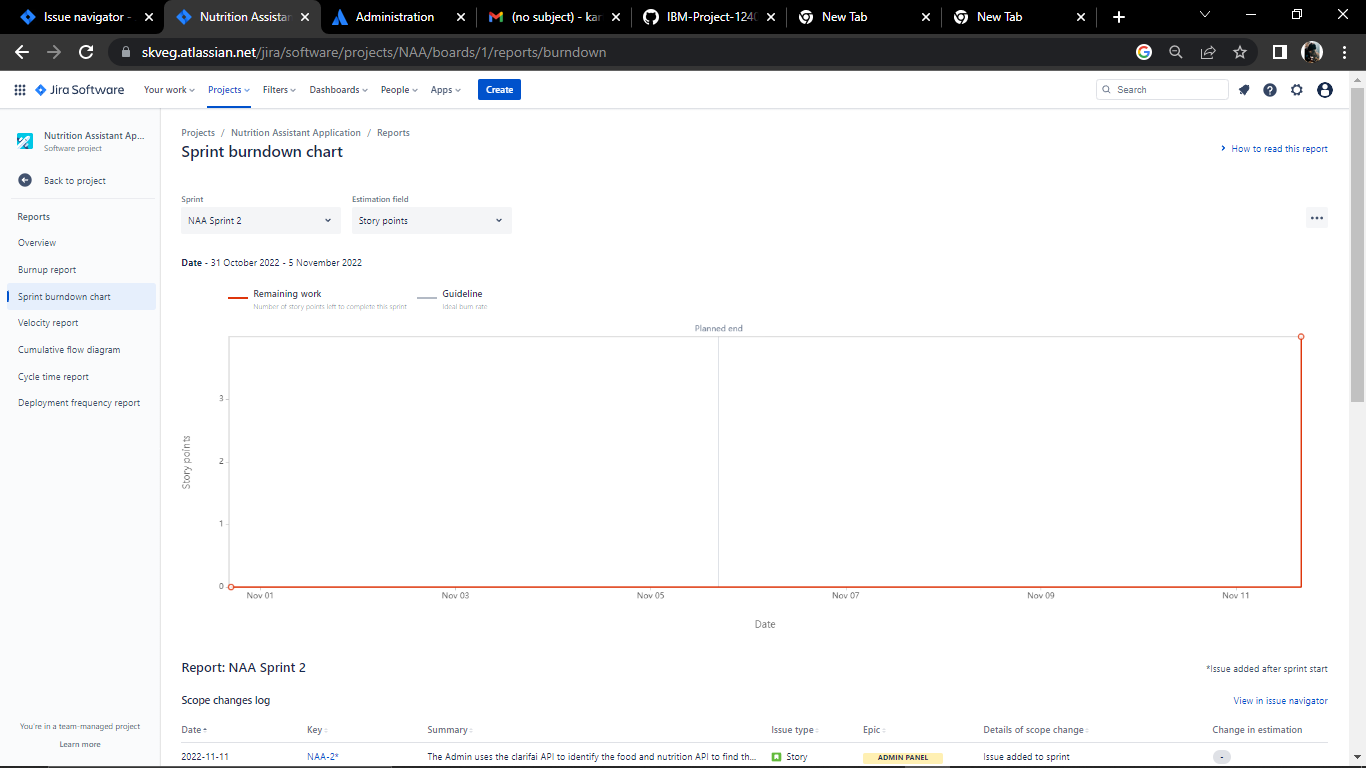 Issue navigator -
Nutrition Assistan
Administration
(no subject) - kar
IBM-Project-1240
New Tab
New Tab
skveg.atlassian.net/jira/software/projects/NAA/boards/1/reports/burndown
Jira Software
Your work
Projects
Filters
Dashboards
People
Apps
Create
Search
Nutrition Assistant Ap...
Software project
Back to project
Reports
Overview
Burnup report
Sprint burndown chart
Velocity report
Cumulative flow diagram
Cycle time report
Deployment frequency report
You're in a team-managed project
Learn more
Projects / Nutrition Assistant Application / Reports
Sprint burndown chart
How to read this report
Sprint
Estimation field
NAA Sprint 2
Story points
Date - 31 October 2022 - 5 November 2022
Remaining work
Number of story points left to complete this sprint
Guideline
Ideal burn rate
Planned end
Story points
3
2
1
0
Nov 01
Nov 03
Nov 05
Nov 07
Nov 09
Nov 11
Date
Report: NAA Sprint 2
*Issue added after sprint start
Scope changes log
View in issue navigator
Date Key Summary Issue type Epic Details of scope change Change in estimation
2022-11-11 NAA-2* The Admin uses the clarifai API to identify the food and nutrition API to find th... Story ADMIN PANEL Issue added to sprint -